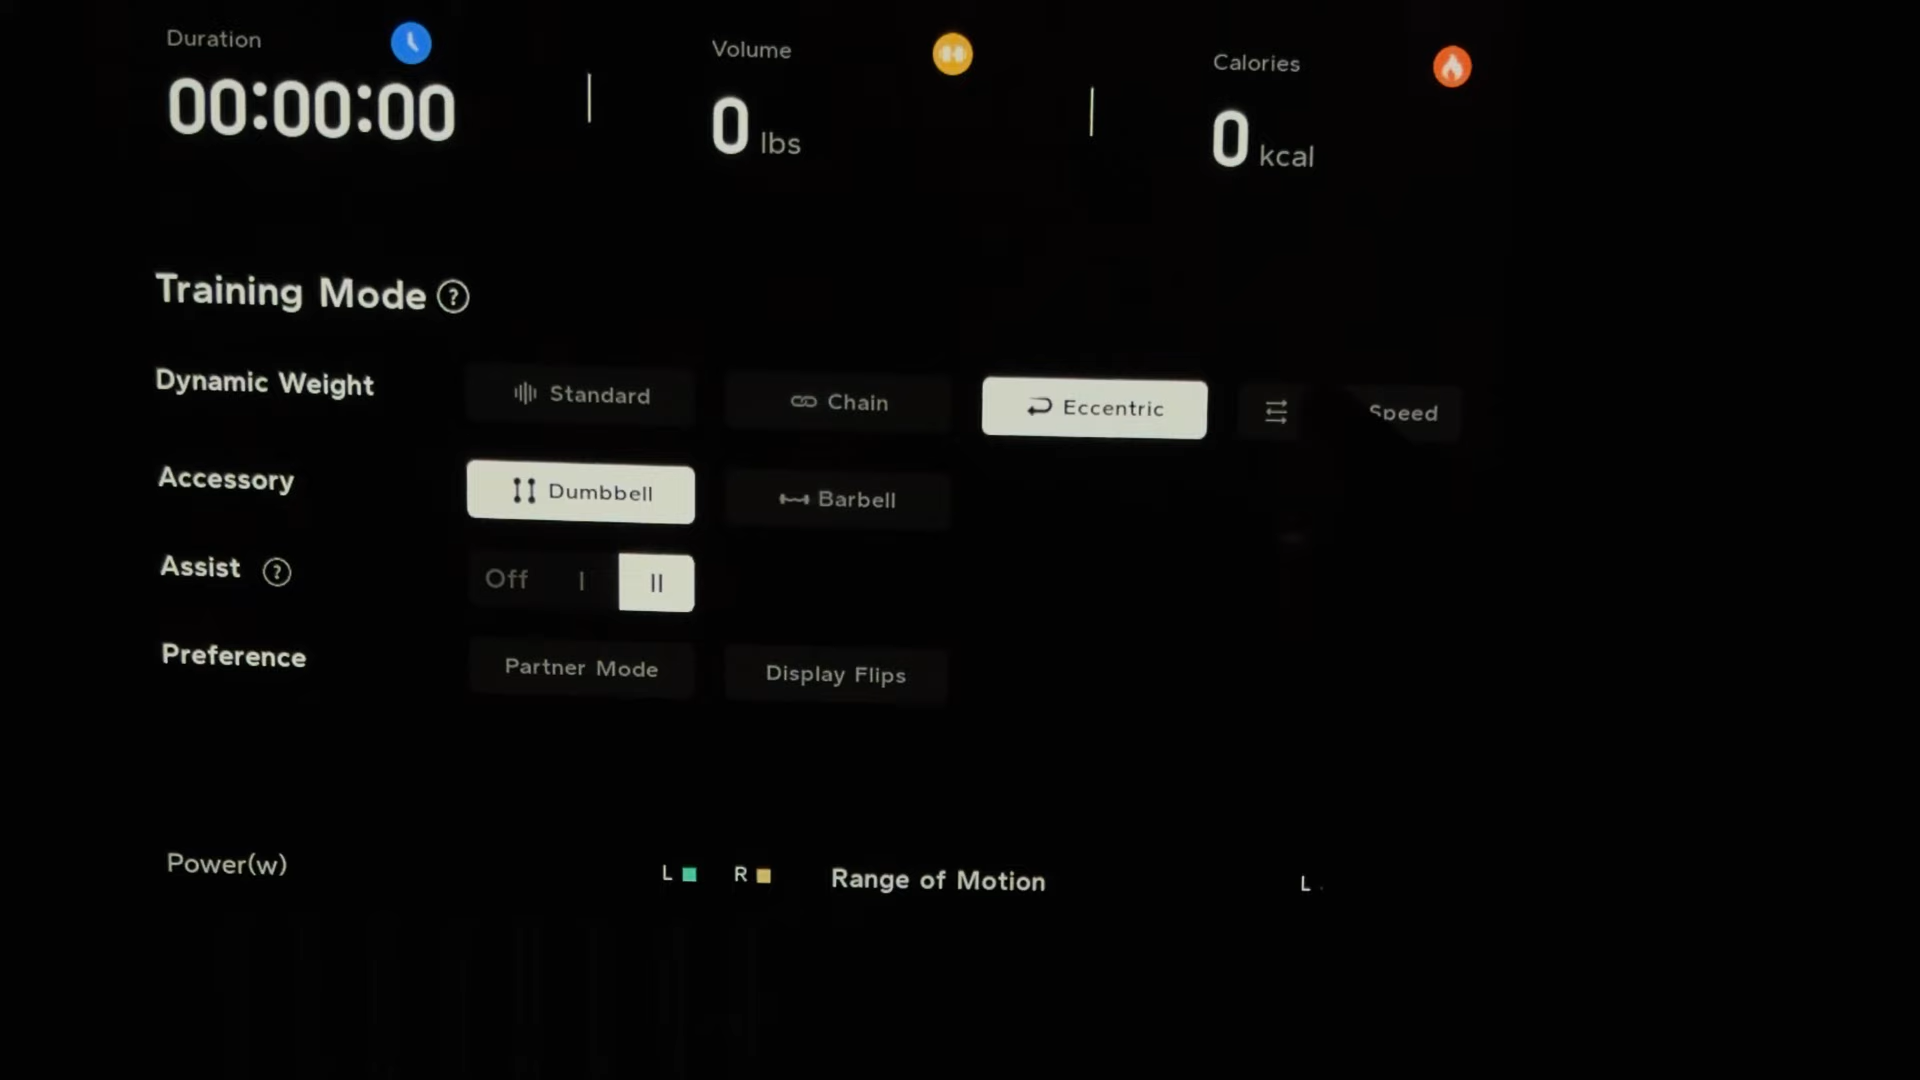 Duration
Volume
Calories
00:00:00
0 lbs
0 kcal
Training Mode ?
Dynamic Weight
Standard
Chain
Eccentric
Speed
Accessory
Dumbbell
Barbell
Assist ?
Off I II
Preference
Partner Mode
Display Flips
Power(w)
L R
Range of Motion
L